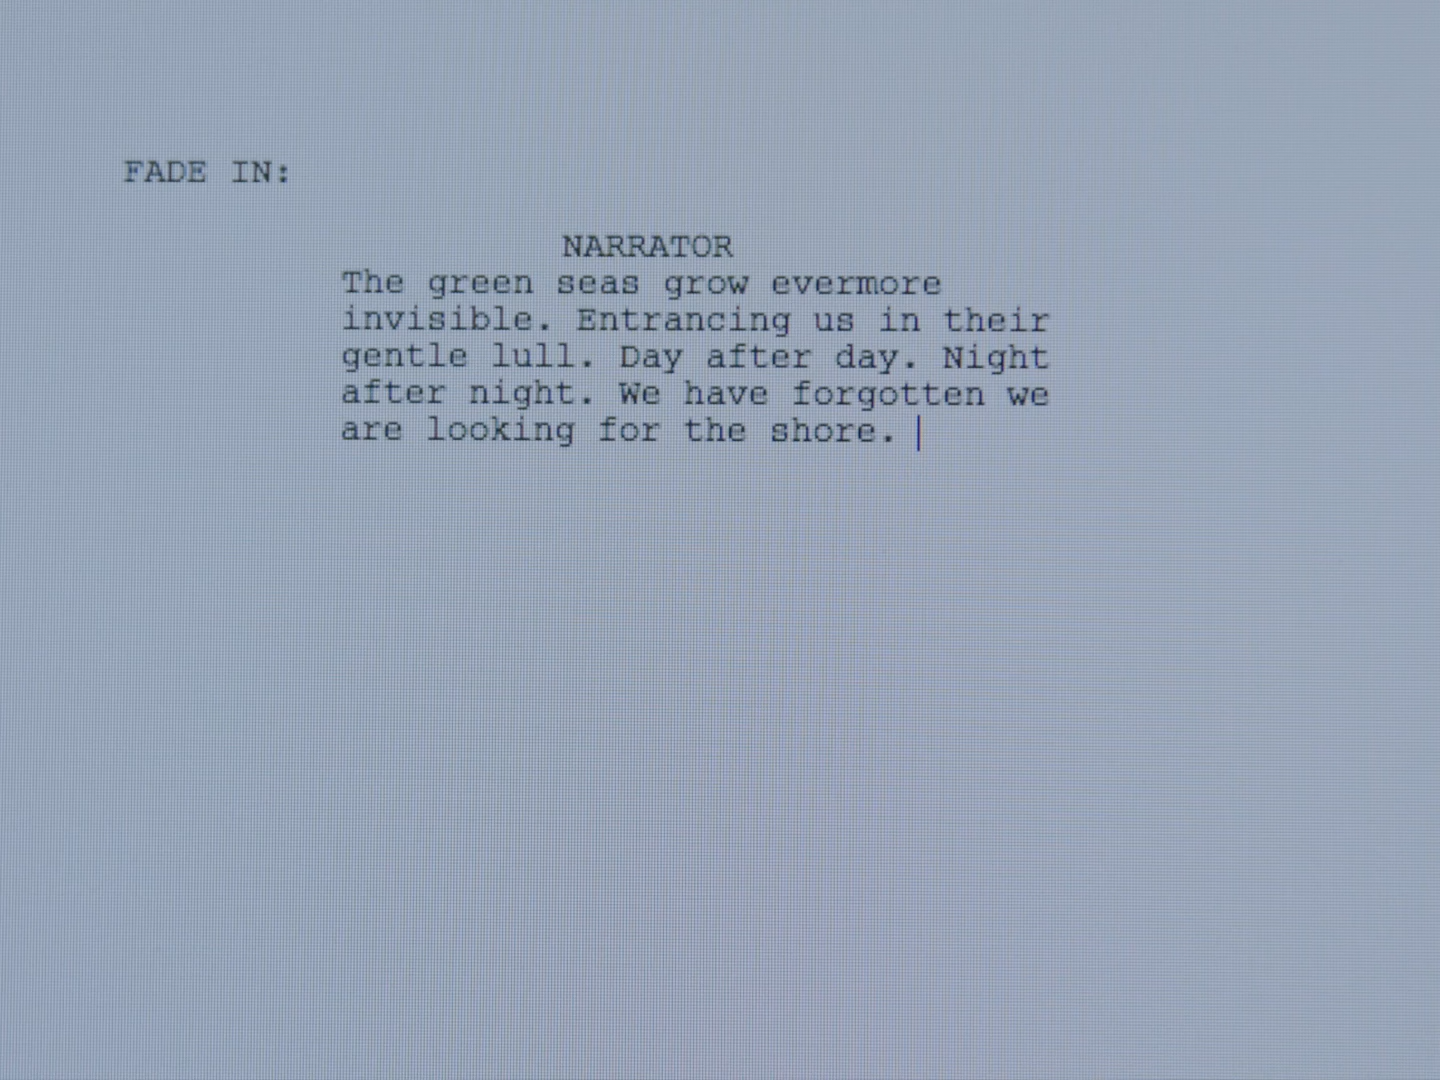 FADE IN:
NARRATOR
The green seas grow evermore
invisible. Entrancing us in their
gentle lull. Day after day. Night
after night. We have forgotten we
are looking for the shore.